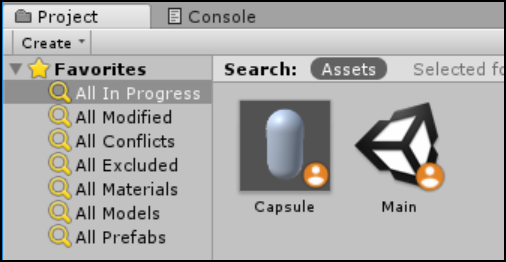 Project
Console
Create
Favorites
All In Progress
All Modified
All Conflicts
All Excluded
All Materials
All Models
All Prefabs
Search: Assets Selected
Capsule
Main